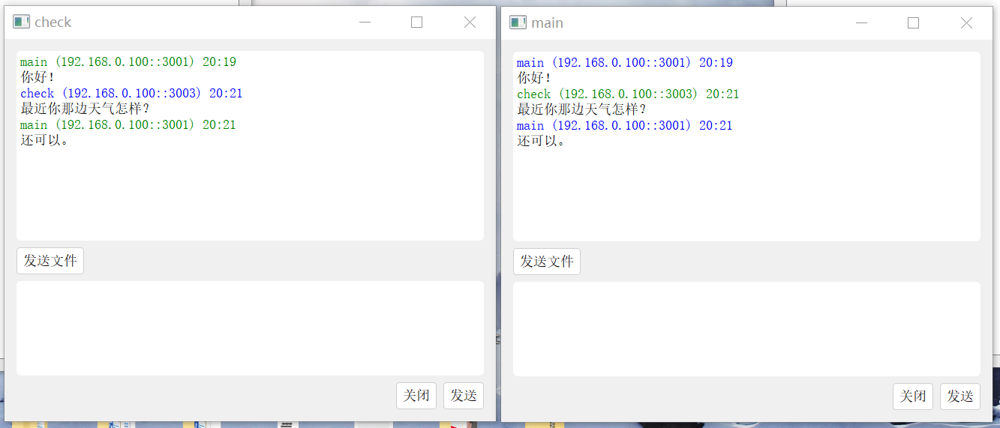 check
main (192.168.0.100::3001) 20:19
你好!
check (192.168.0.100::3003) 20:21
最近你那边天气怎样?
main (192.168.0.100::3001) 20:21
还可以。
发送文件
关闭 发送
main
main (192.168.0.100::3001) 20:19
你好!
check (192.168.0.100::3003) 20:21
最近你那边天气怎样?
main (192.168.0.100::3001) 20:21
还可以。
发送文件
关闭 发送